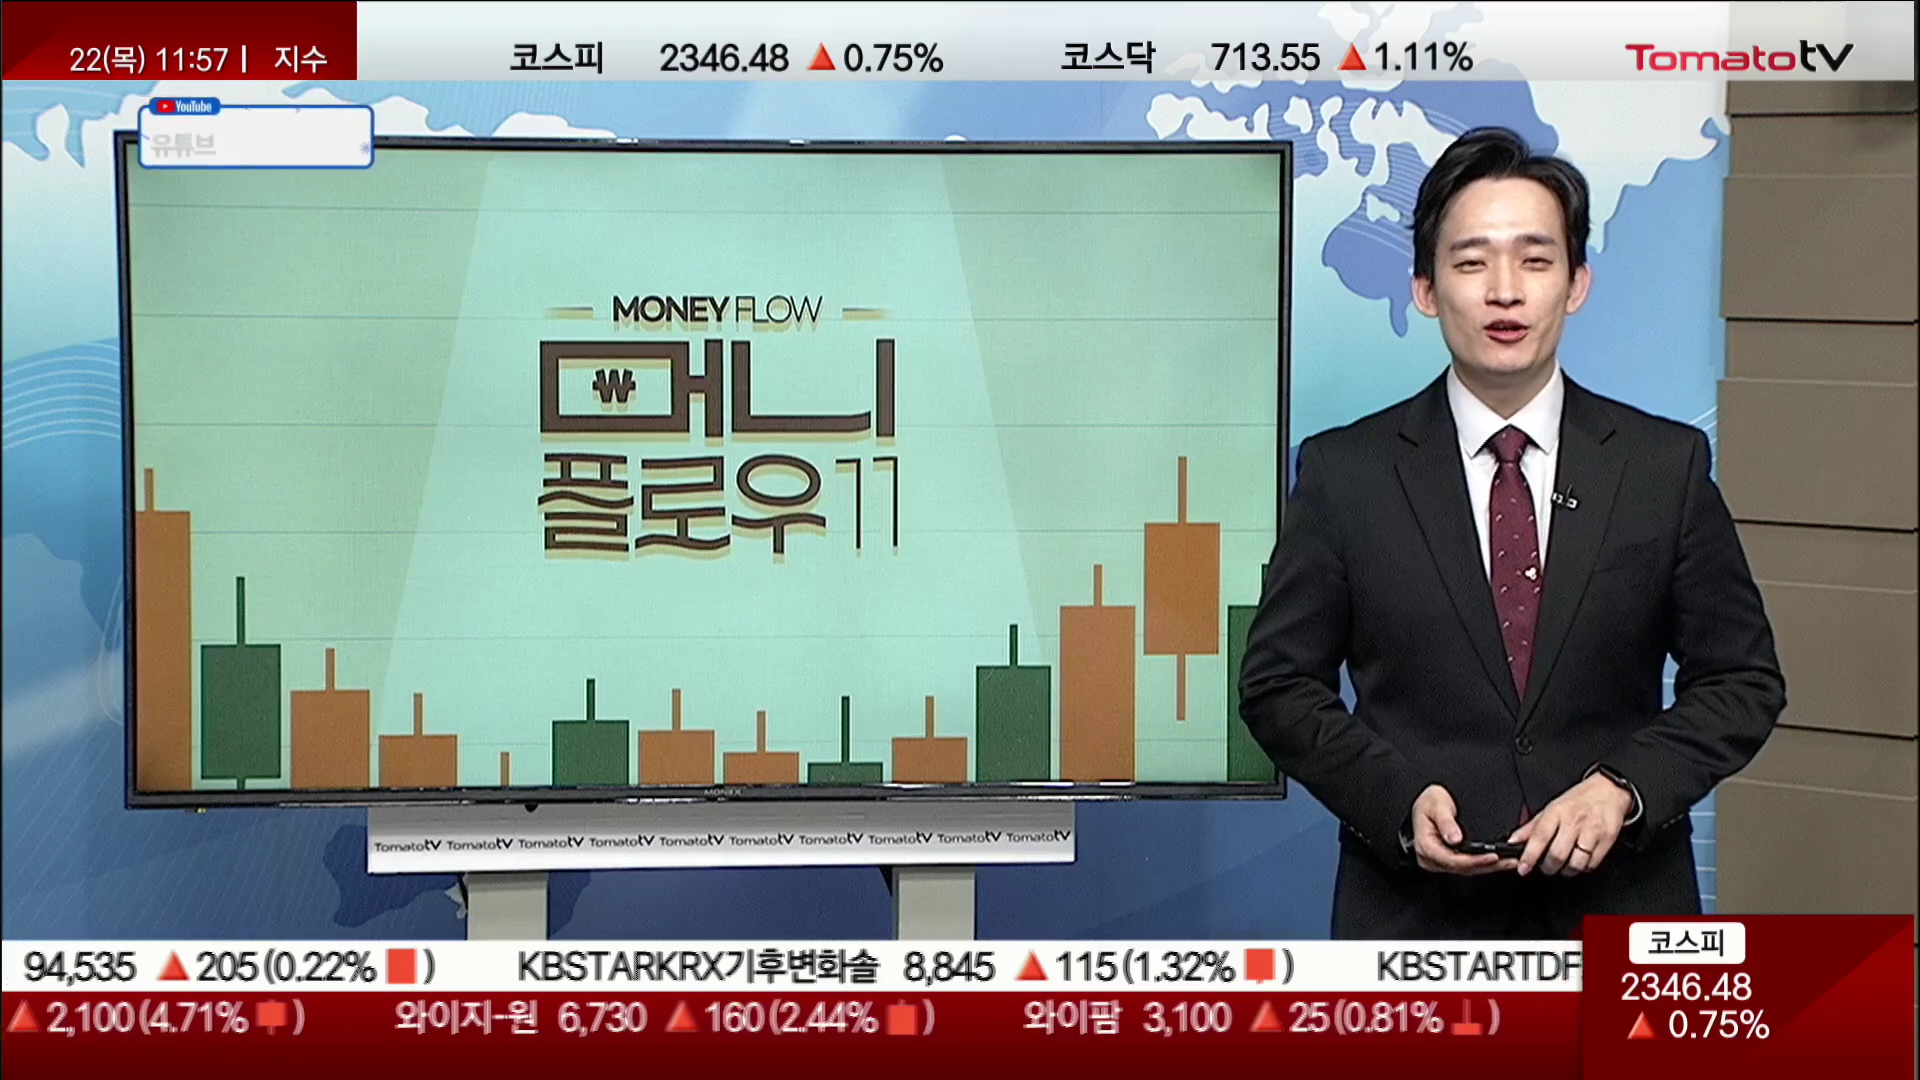 22(목) 11:57 | 지수
코스피 2346.48 ▲0.75% 코스닥 713.55 ▲1.11%
TomatoTV
YouTube
유튜브
MONEY FLOW
머니
플로우11
TomatoTV TomatoTV TomatoTV TomatoTV TomatoTV TomatoTV TomatoTV TomatoTV TomatoTV TomatoTV
94,535 ▲205(0.22% ) KBSTARKRX기후변화솔 8,845 ▲115(1.32% ) KBSTARTDF
▲2,100(4.71% ) 와이지-원 6,730 ▲160(2.44% ) 와이팜 3,100 ▲25(0.81% )
코스피
2346.48
▲ 0.75%